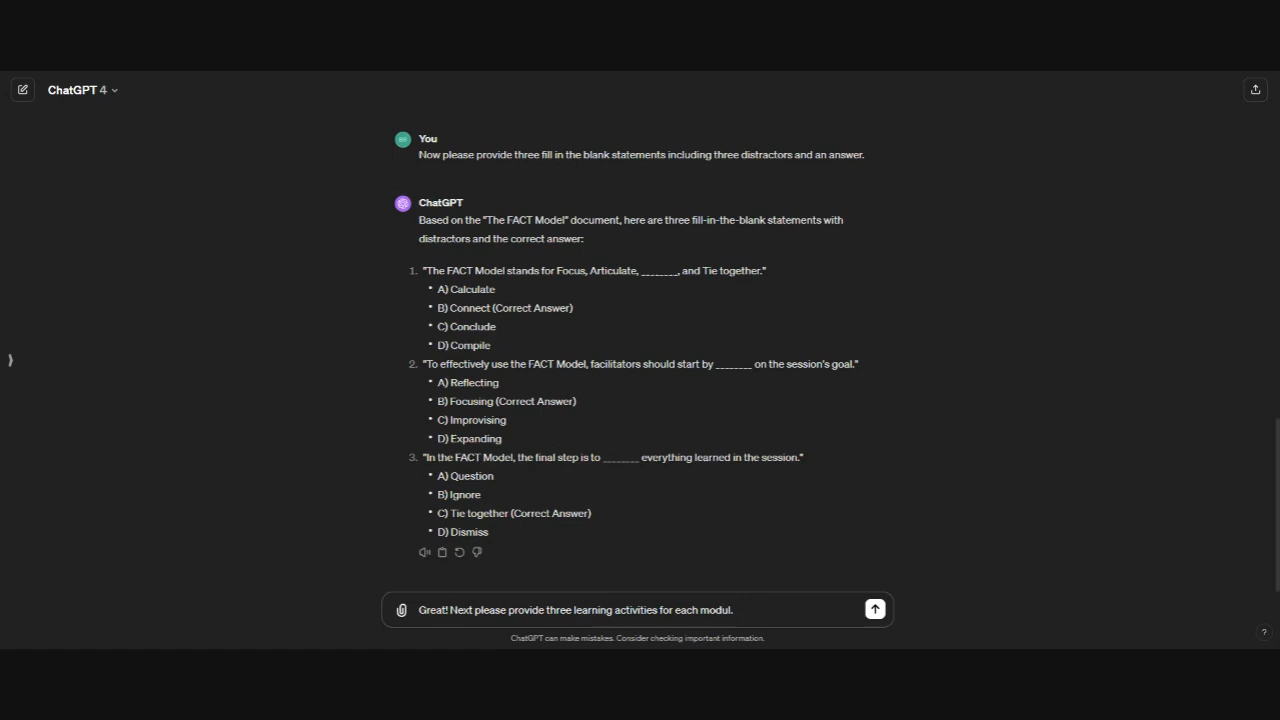 ChatGPT 4
You
Now please provide three fill in the blank statements including three distractors and an answer.
ChatGPT
Based on the "The FACT Model" document, here are three fill-in-the-blank statements with
distractors and the correct answer:
1. "The FACT Model stands for Focus, Articulate, ________, and Tie together."
• A) Calculate
• B) Connect (Correct Answer)
• C) Conclude
• D) Compile
2. "To effectively use the FACT Model, facilitators should start by ________ on the session's goal."
• A) Reflecting
• B) Focusing (Correct Answer)
• C) Improvising
• D) Expanding
3. "In the FACT Model, the final step is to ________ everything learned in the session."
• A) Question
• B) Ignore
• C) Tie together (Correct Answer)
• D) Dismiss
Great! Next please provide three learning activities for each modul.
ChatGPT can make mistakes. Consider checking important information.
?